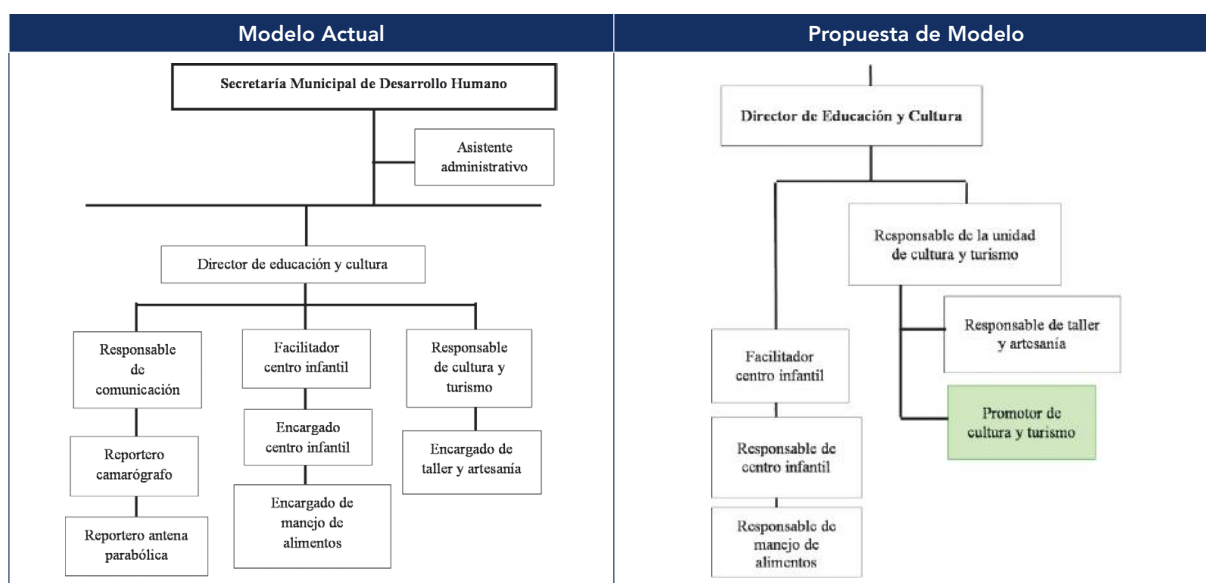 Modelo Actual
Secretaría Municipal de Desarrollo Humano
Asistente
administrativo
Director de educación y cultura
Responsable
de
comunicación
Reportero
camarógrafo
Reportero antena
parabólica
Facilitador
centro infantil
Encargado
centro infantil
Encargado de
manejo de
alimentos
Responsable
de cultura y
turismo
Encargado de
taller y artesanía
Propuesta de Modelo
Director de Educación y Cultura
Responsable de la unidad
de cultura y turismo
Responsable de taller
y artesanía
Promotor de
cultura y turismo
Facilitador
centro infantil
Responsable de
centro infantil
Responsable de
manejo de
alimentos